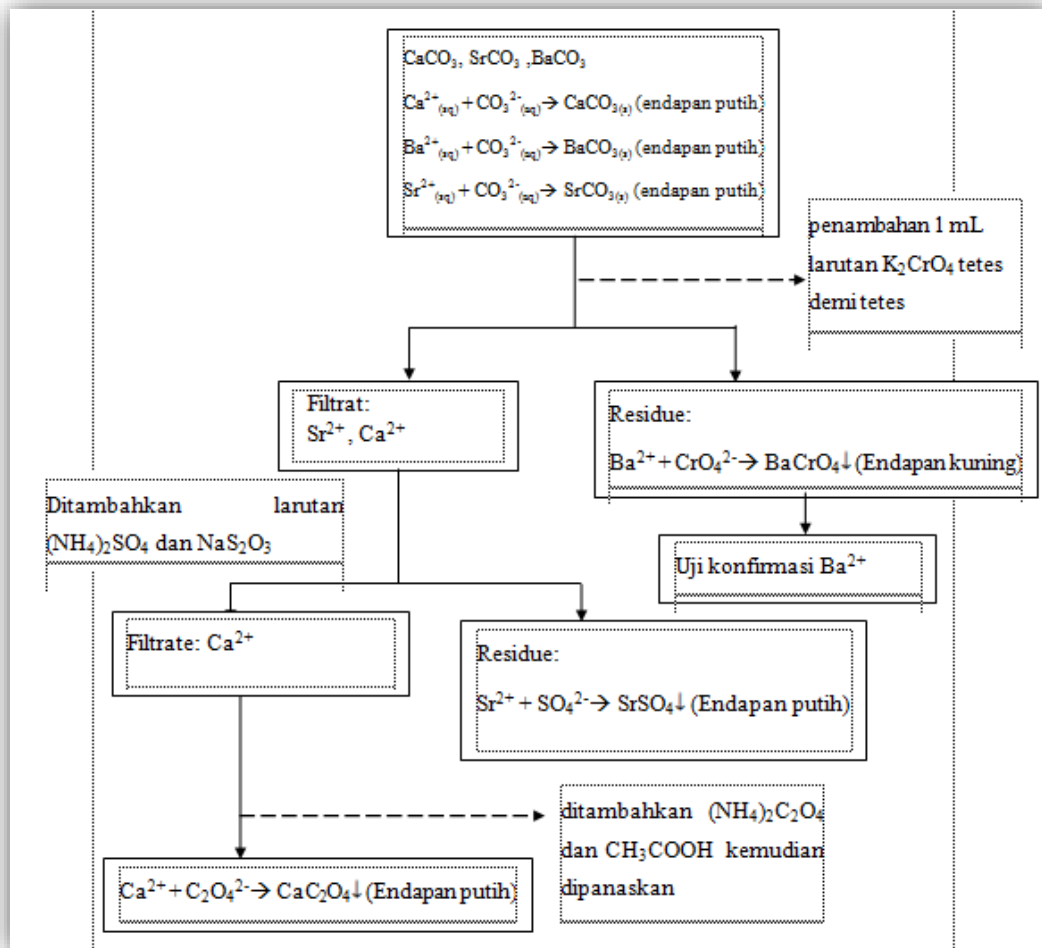 CaCO₃, SrCO₃ ,BaCO₃
Ca²⁺₍ₐq₎ + CO₃²⁻₍ₐq₎→ CaCO₃₍ₛ₎ (endapan putih)
Ba²⁺₍ₐq₎ + CO₃²⁻₍ₐq₎→ BaCO₃₍ₛ₎ (endapan putih)
Sr²⁺₍ₐq₎ + CO₃²⁻₍ₐq₎→ SrCO₃₍ₛ₎ (endapan putih)
penambahan 1 mL
larutan K₂CrO₄ tetes
demi tetes
Filtrat:
Sr²⁺ , Ca²⁺
Residue:
Ba²⁺ + CrO₄²⁻→ BaCrO₄↓ (Endapan kuning)
Ditambahkan larutan
(NH₄)₂SO₄ dan NaS₂O₃
Uji konfirmasi Ba²⁺
Filtrate: Ca²⁺
Residue:
Sr²⁺ + SO₄²⁻→ SrSO₄↓ (Endapan putih)
ditambahkan (NH₄)₂C₂O₄
dan CH₃COOH kemudian
dipanaskan
Ca²⁺ + C₂O₄²⁻→ CaC₂O₄↓ (Endapan putih)